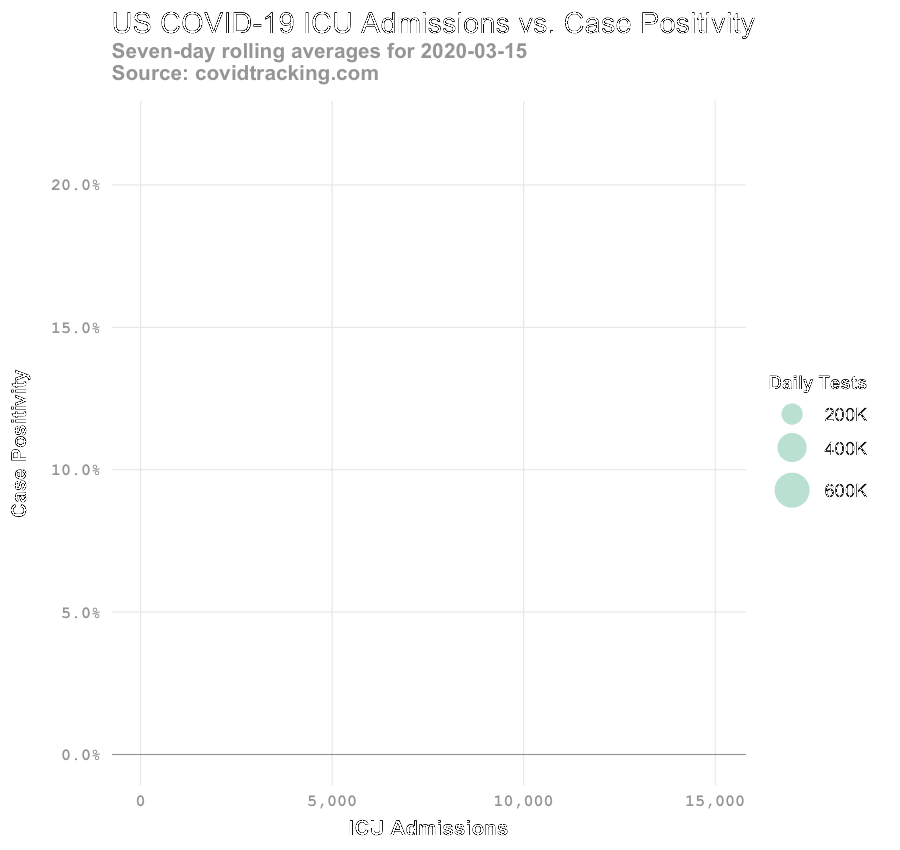 US COVID-19 ICU Admissions vs. Case Positivity
Seven-day rolling averages for 2020-03-15
Source: covidtracking.com
20.0%
15.0%
10.0%
5.0%
0.0%
Case Positivity
0
5,000
10,000
15,000
ICU Admissions
Daily Tests
200K
400K
600K